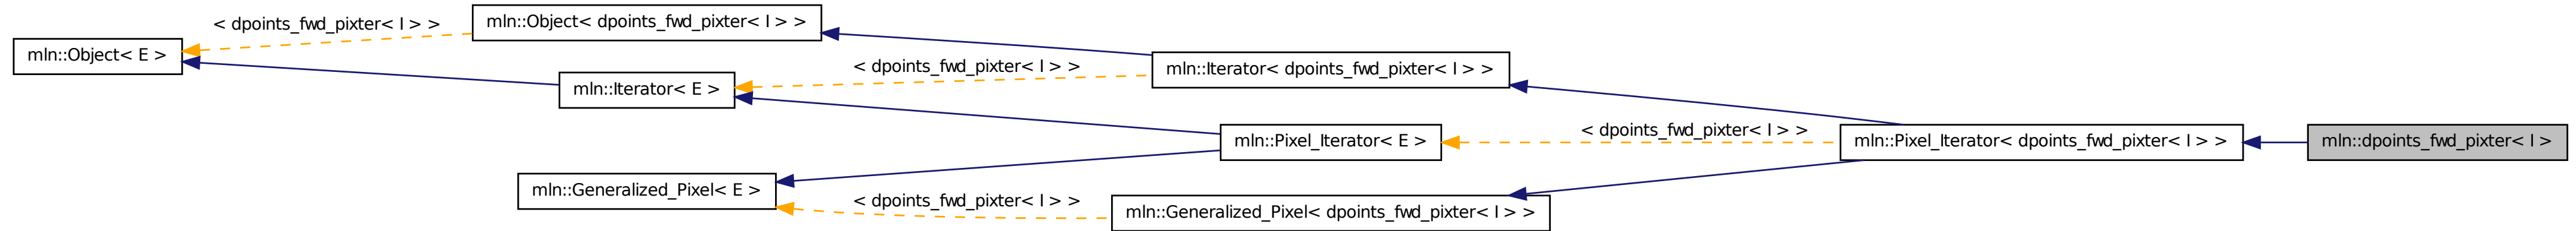 < dpoints_fwd_pixter< I > >
mln::Object< dpoints_fwd_pixter< I > >
mln::Object< E >
< dpoints_fwd_pixter< I > >
mln::Iterator< dpoints_fwd_pixter< I > >
mln::Iterator< E >
< dpoints_fwd_pixter< I > >
mln::Pixel_Iterator< E >
mln::Pixel_Iterator< dpoints_fwd_pixter< I > >
mln::dpoints_fwd_pixter< I >
mln::Generalized_Pixel< E >
< dpoints_fwd_pixter< I > >
mln::Generalized_Pixel< dpoints_fwd_pixter< I > >